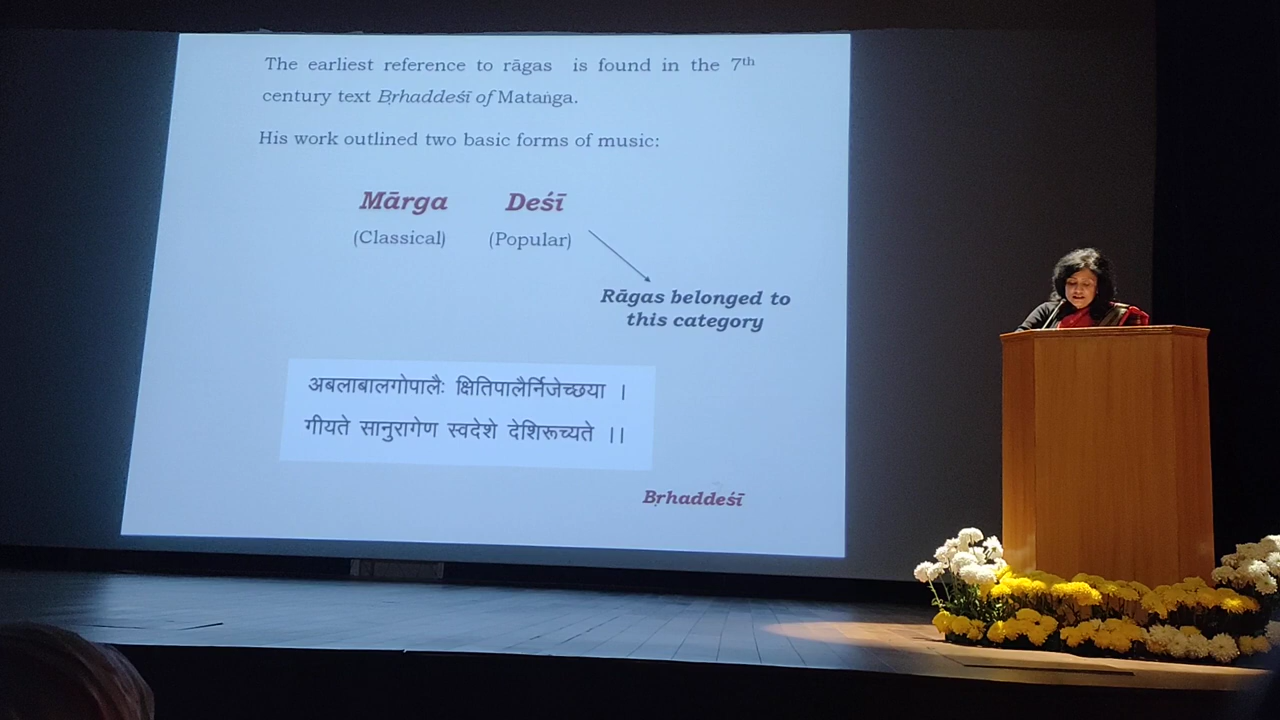 The earliest reference to rāgas is found in the 7th
century text Bṛhaddeśī of Mataṅga.
His work outlined two basic forms of music:
Mārga Deśī
(Classical) (Popular)
Rāgas belonged to
this category
अबलाबालगोपालैः क्षितिपालैर्निजेच्छया ।
गीयते सानुरागेण स्वदेशे देशिरूच्यते ।।
Bṛhaddeśī